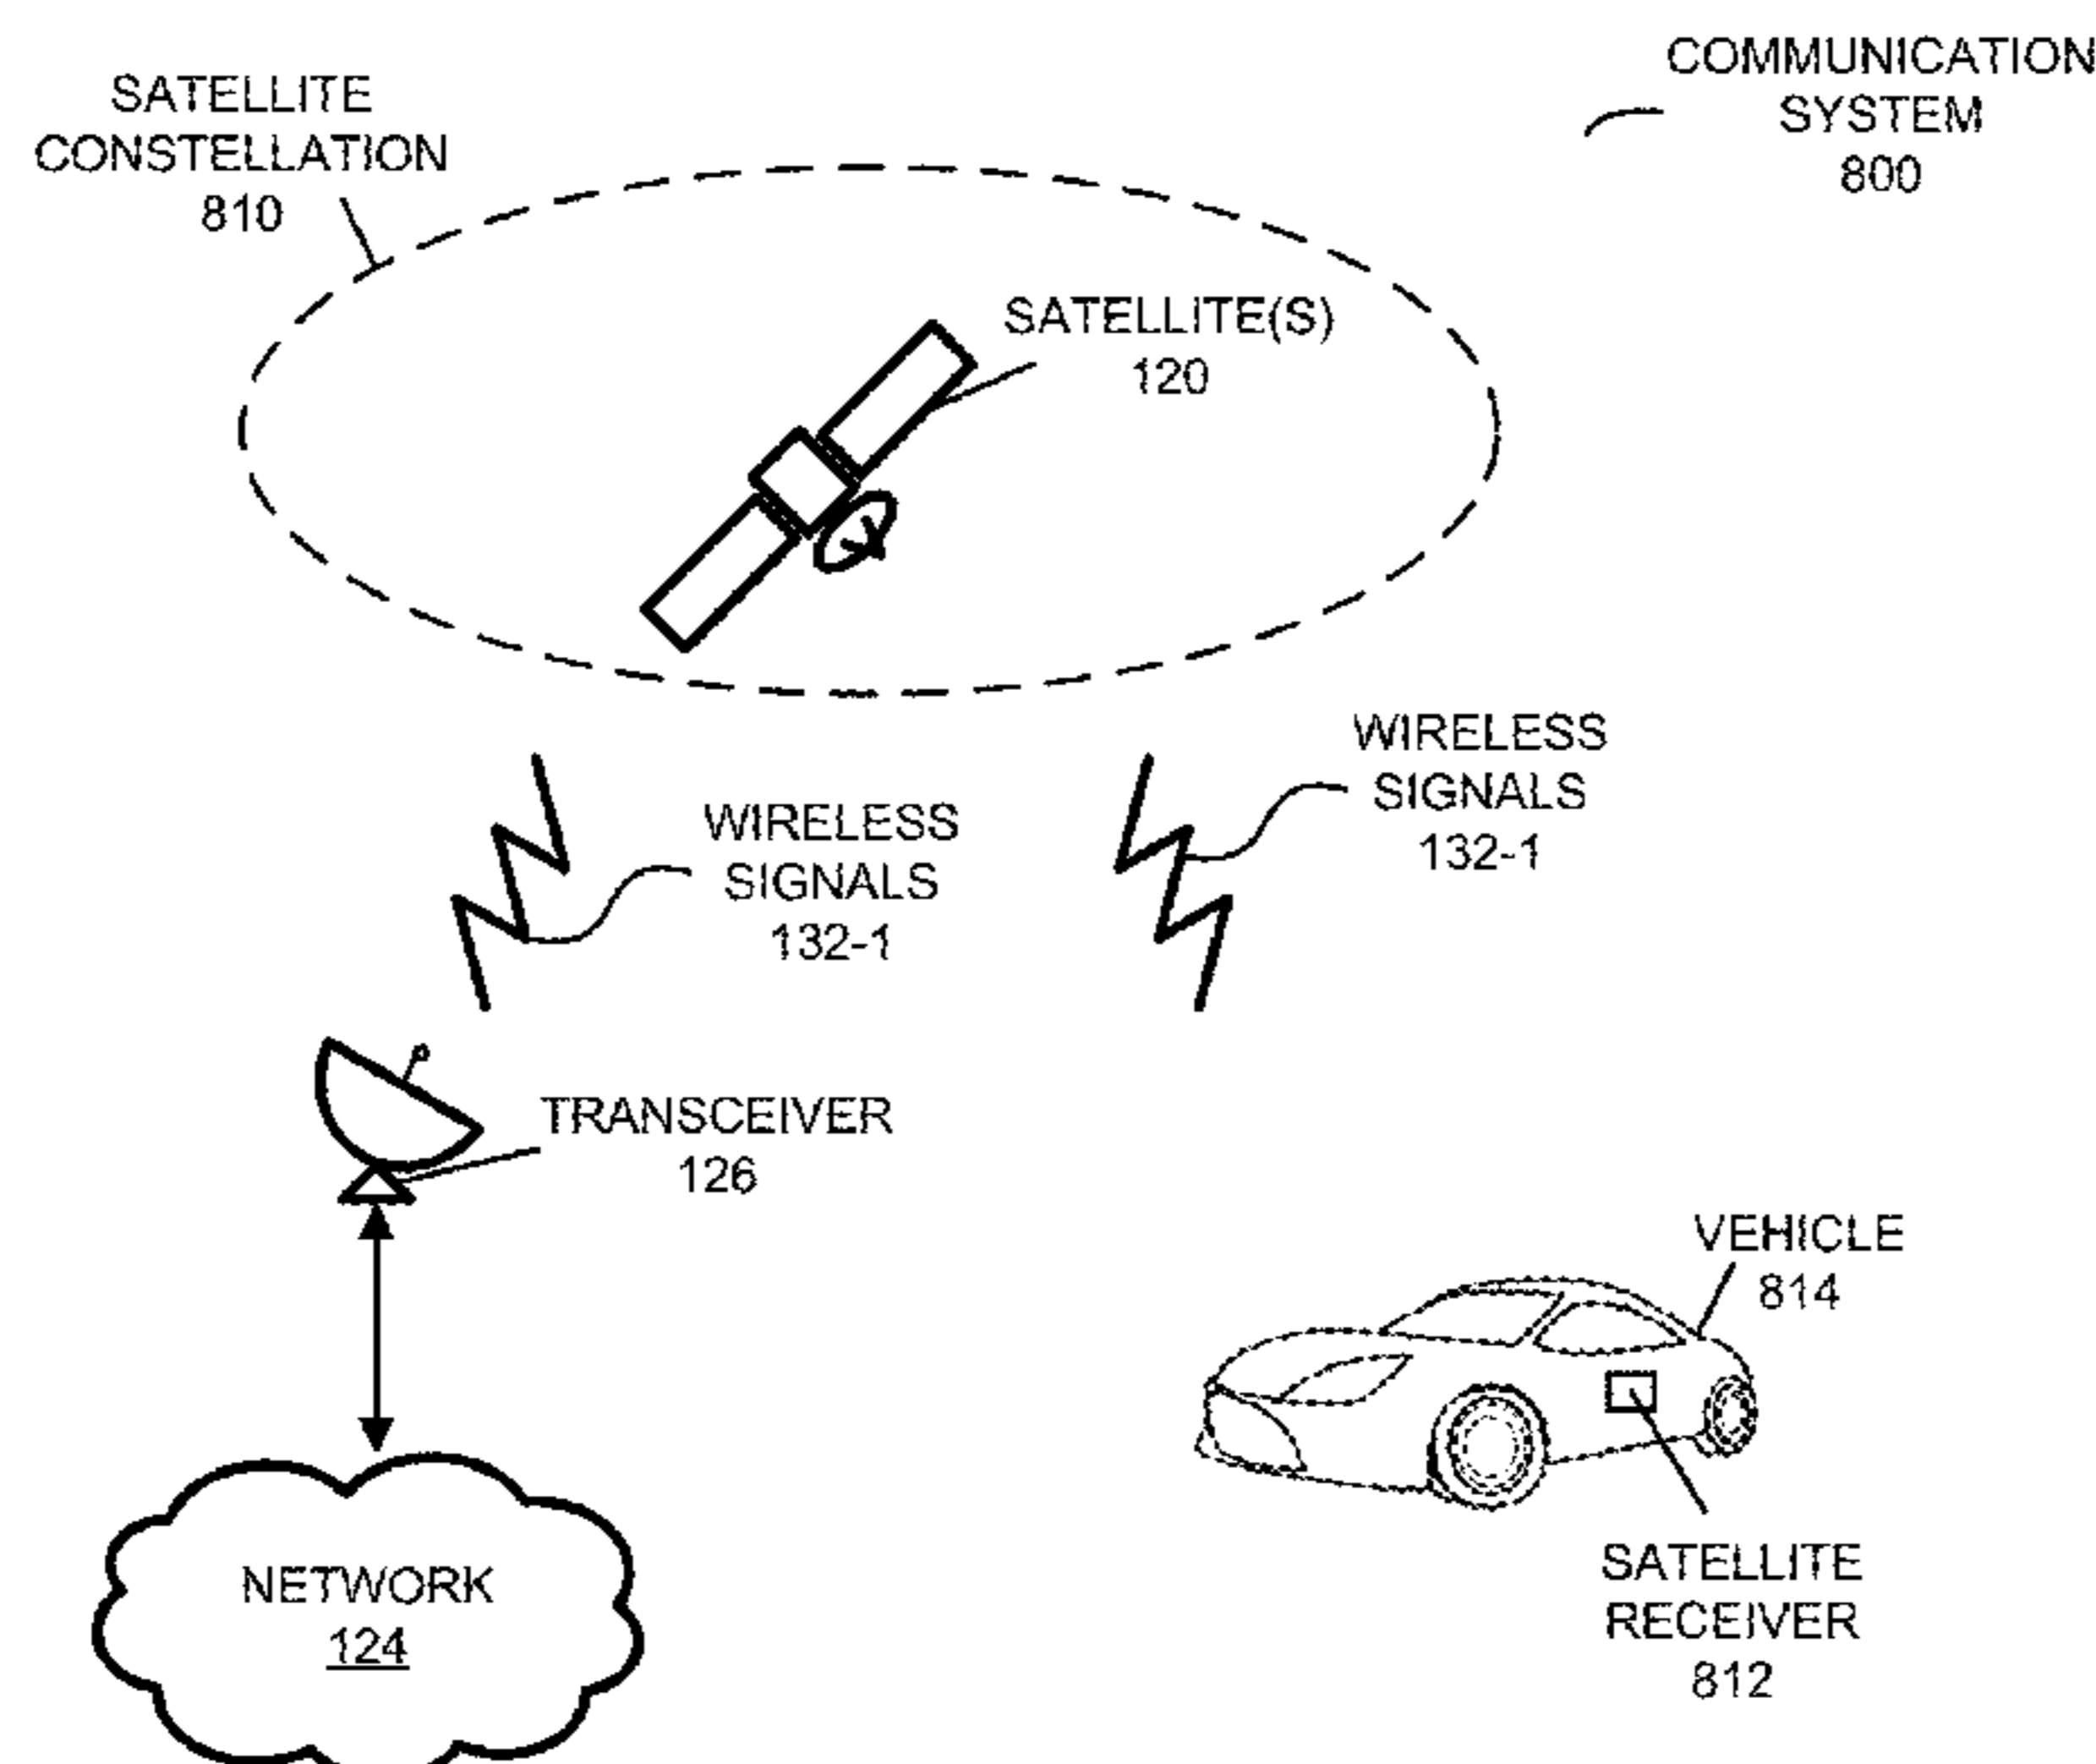 COMMUNICATION
SYSTEM
800
SATELLITE
CONSTELLATION
810
SATELLITE(S)
120
WIRELESS
SIGNALS
132-1
WIRELESS
SIGNALS
132-1
TRANSCEIVER
126
VEHICLE
814
NETWORK
124
SATELLITE
RECEIVER
812